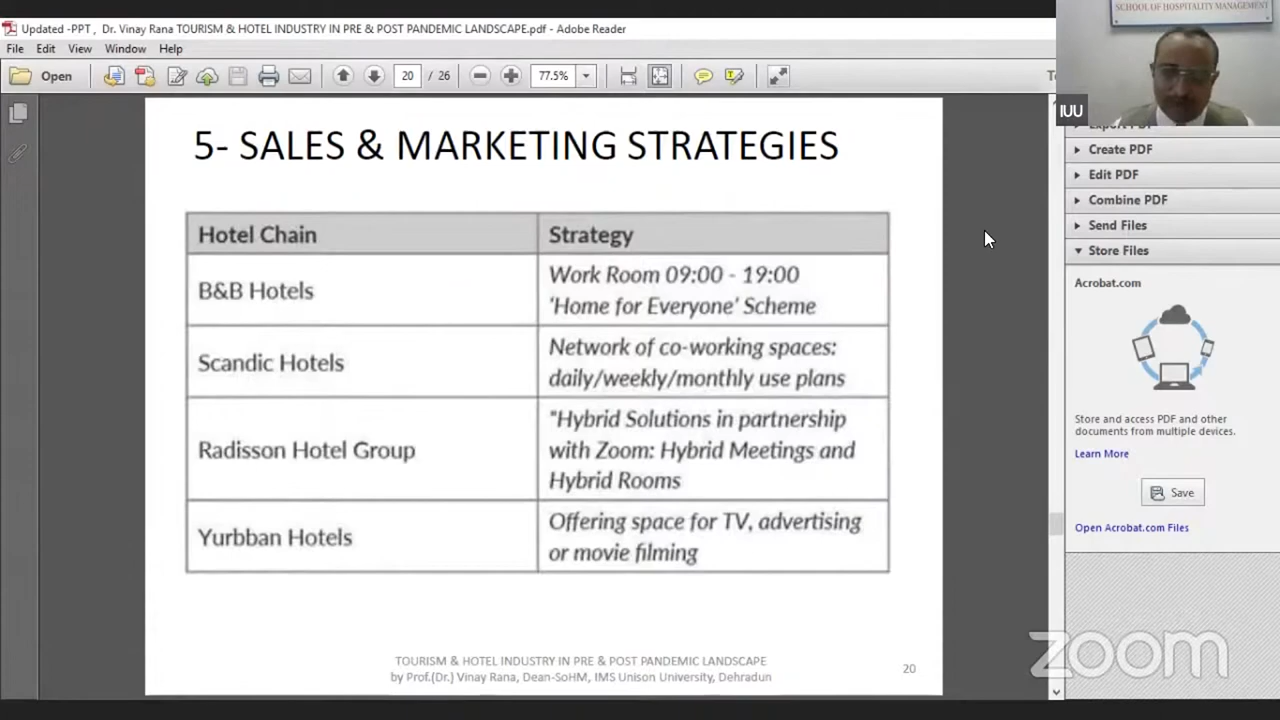 Updated -PPT , Dr. Vinay Rana TOURISM & HOTEL INDUSTRY IN PRE & POST PANDEMIC LANDSCAPE.pdf - Adobe Reader
SCHOOL OF HOSPITALITY MANAGEMENT
File Edit View Window Help
Open 20 / 26 77.5%
IUU
Export PDF
Create PDF
Edit PDF
Combine PDF
Send Files
Store Files
Acrobat.com
Store and access PDF and other
documents from multiple devices.
Learn More
Save
Open Acrobat.com Files
5- SALES & MARKETING STRATEGIES
Hotel Chain Strategy
B&B Hotels Work Room 09:00 - 19:00
'Home for Everyone' Scheme
Scandic Hotels Network of co-working spaces:
daily/weekly/monthly use plans
Radisson Hotel Group "Hybrid Solutions in partnership
with Zoom: Hybrid Meetings and
Hybrid Rooms
Yurbban Hotels Offering space for TV, advertising
or movie filming
TOURISM & HOTEL INDUSTRY IN PRE & POST PANDEMIC LANDSCAPE
by Prof.(Dr.) Vinay Rana, Dean-SoHM, IMS Unison University, Dehradun
20
zoom